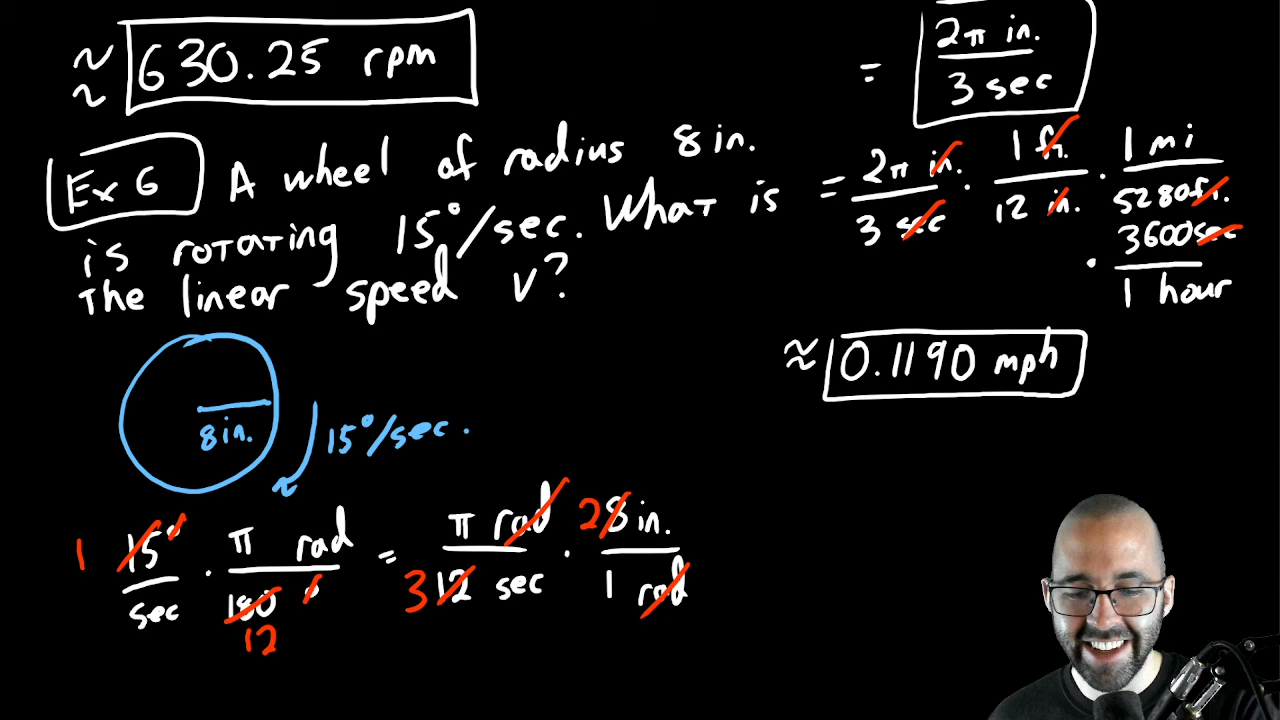 ≈ 630.25 rpm
Ex 6 A wheel of radius 8 in.
is rotating 15°/sec. What is
the linear speed v?
8 in.
15°/sec.
1 15°/sec · π rad/180° 12 = π rad/3 12 sec · 2 8 in./1 rad
= 2π in./3 sec
= 2π in./3 sec · 1 ft./12 in. · 1 mi/5280 ft.
· 3600 sec/1 hour
≈ 0.1190 mph